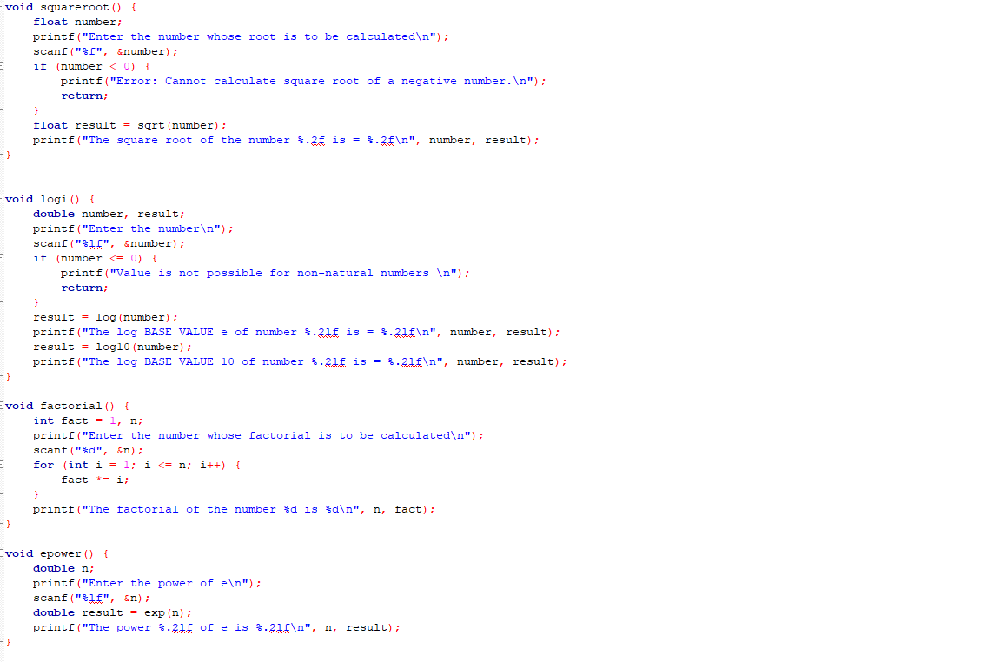 void squareroot() {
    float number;
    printf("Enter the number whose root is to be calculated\n");
    scanf("%f", &number);
    if (number < 0) {
        printf("Error: Cannot calculate square root of a negative number.\n");
        return;
    }
    float result = sqrt(number);
    printf("The square root of the number %.2f is = %.2f\n", number, result);
}
void logi() {
    double number, result;
    printf("Enter the number\n");
    scanf("%lf", &number);
    if (number <= 0) {
        printf("Value is not possible for non-natural numbers \n");
        return;
    }
    result = log(number);
    printf("The log BASE VALUE e of number %.2lf is = %.2lf\n", number, result);
    result = log10(number);
    printf("The log BASE VALUE 10 of number %.2lf is = %.2lf\n", number, result);
}
void factorial() {
    int fact = 1, n;
    printf("Enter the number whose factorial is to be calculated\n");
    scanf("%d", &n);
    for (int i = 1; i <= n; i++) {
        fact *= i;
    }
    printf("The factorial of the number %d is %d\n", n, fact);
}
void epower() {
    double n;
    printf("Enter the power of e\n");
    scanf("%lf", &n);
    double result = exp(n);
    printf("The power %.2lf of e is %.2lf\n", n, result);
}